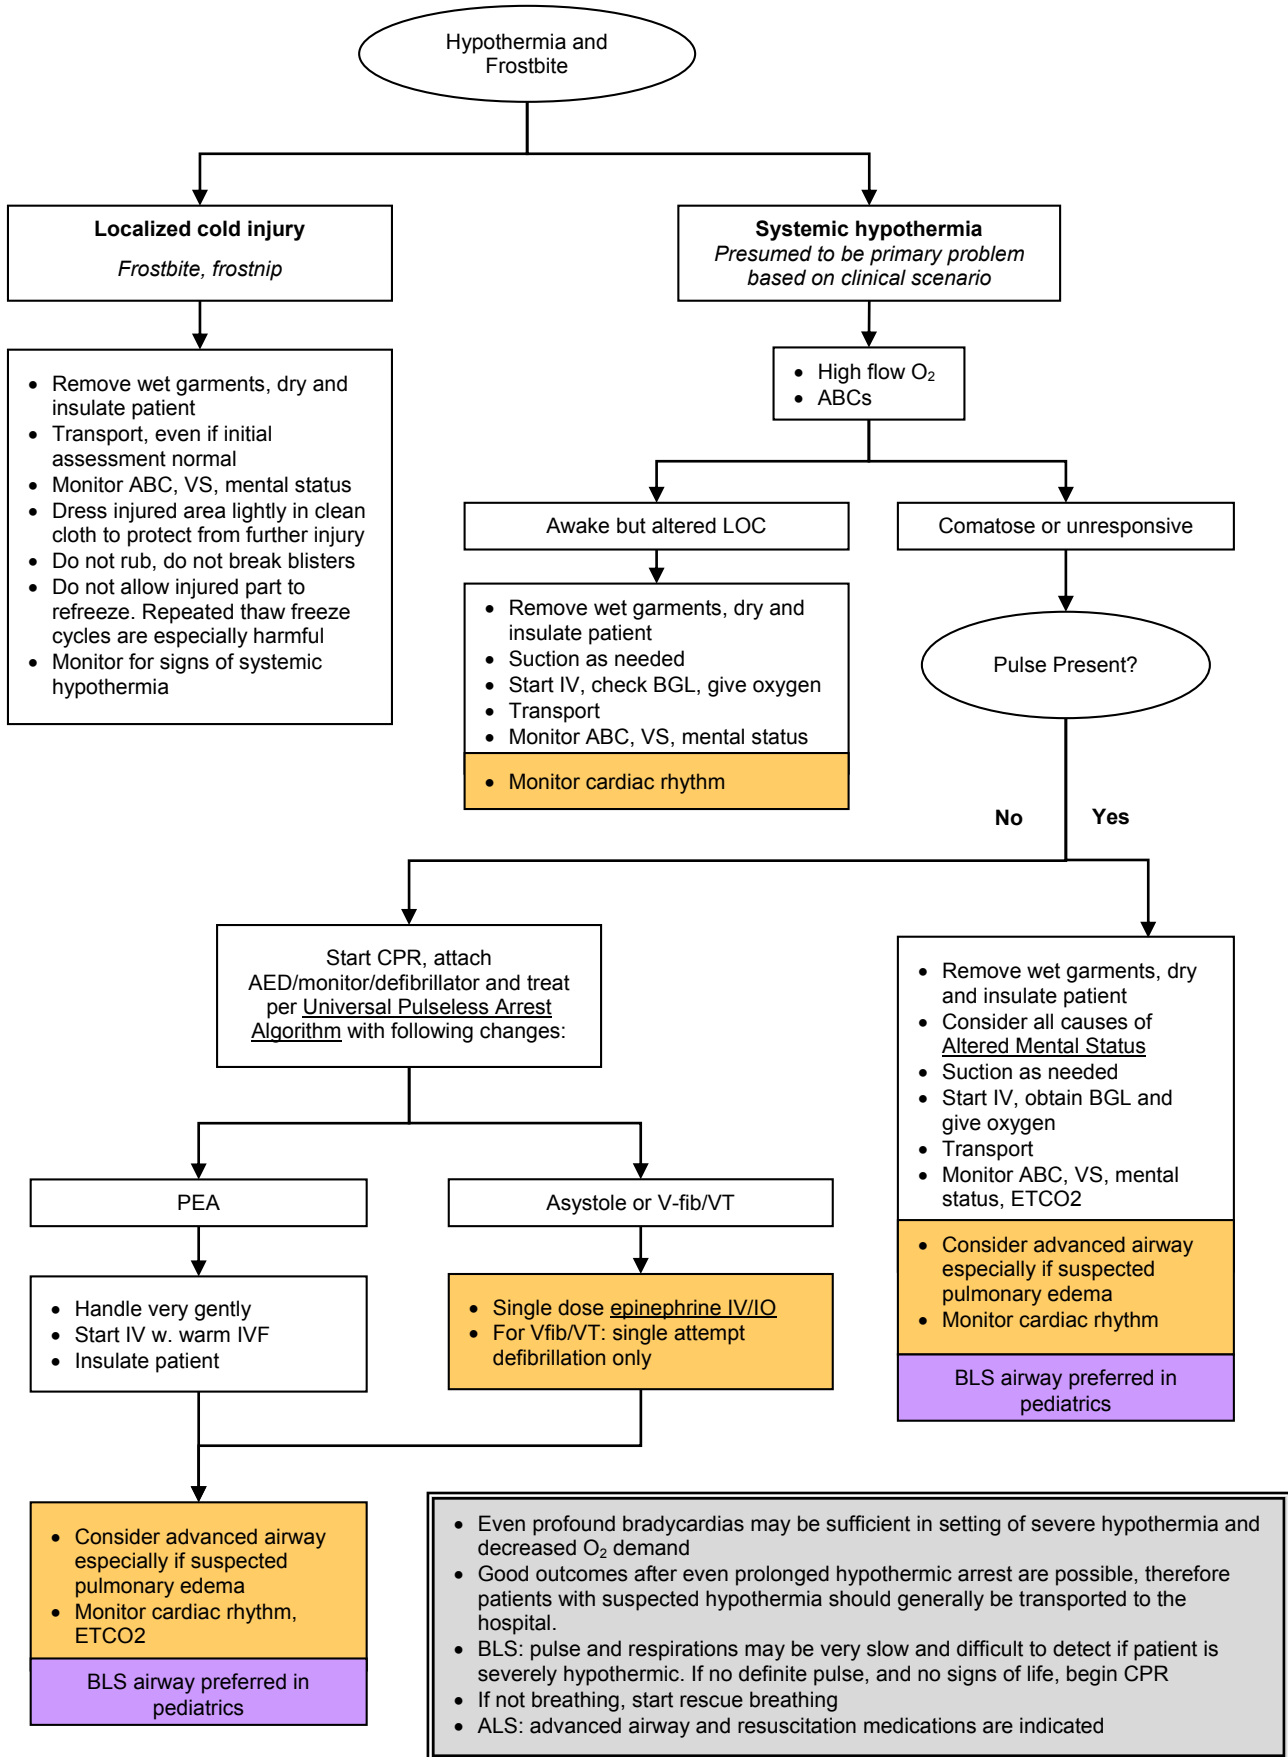 Hypothermia and
Frostbite
Localized cold injury
Frostbite, frostnip
Systemic hypothermia
Presumed to be primary problem
based on clinical scenario
• Remove wet garments, dry and
insulate patient
• Transport, even if initial
assessment normal
• Monitor ABC, VS, mental status
• Dress injured area lightly in clean
cloth to protect from further injury
• Do not rub, do not break blisters
• Do not allow injured part to
refreeze. Repeated thaw freeze
cycles are especially harmful
• Monitor for signs of systemic
hypothermia
• High flow O₂
• ABCs
Awake but altered LOC
Comatose or unresponsive
• Remove wet garments, dry and
insulate patient
• Suction as needed
• Start IV, check BGL, give oxygen
• Transport
• Monitor ABC, VS, mental status
• Monitor cardiac rhythm
Pulse Present?
No
Yes
Start CPR, attach
AED/monitor/defibrillator and treat
per Universal Pulseless Arrest
Algorithm with following changes:
• Remove wet garments, dry
and insulate patient
• Consider all causes of
Altered Mental Status
• Suction as needed
• Start IV, obtain BGL and
give oxygen
• Transport
• Monitor ABC, VS, mental
status, ETCO2
• Consider advanced airway
especially if suspected
pulmonary edema
• Monitor cardiac rhythm
BLS airway preferred in
pediatrics
PEA
Asystole or V-fib/VT
• Handle very gently
• Start IV w. warm IVF
• Insulate patient
• Single dose epinephrine IV/IO
• For Vfib/VT: single attempt
defibrillation only
• Consider advanced airway
especially if suspected
pulmonary edema
• Monitor cardiac rhythm,
ETCO2
BLS airway preferred in
pediatrics
• Even profound bradycardias may be sufficient in setting of severe hypothermia and
decreased O₂ demand
• Good outcomes after even prolonged hypothermic arrest are possible, therefore
patients with suspected hypothermia should generally be transported to the
hospital.
• BLS: pulse and respirations may be very slow and difficult to detect if patient is
severely hypothermic. If no definite pulse, and no signs of life, begin CPR
• If not breathing, start rescue breathing
• ALS: advanced airway and resuscitation medications are indicated